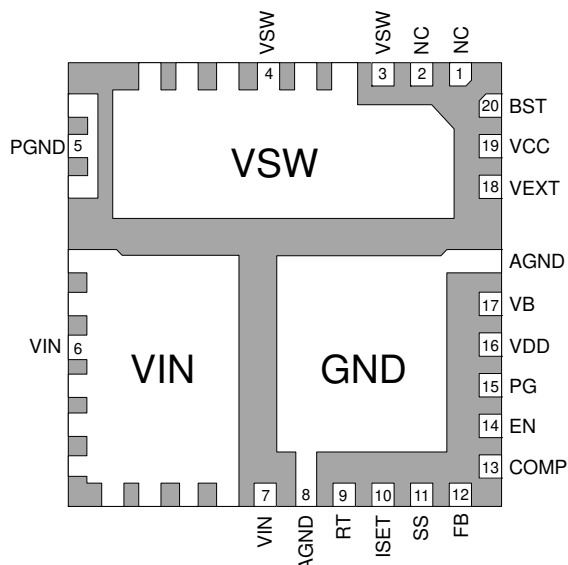 VSW
VSW
NC
NC
4
3
2
1
20 BST
PGND 5
19 VCC
VSW
18 VEXT
AGND
17 VB
VIN 6
16 VDD
VIN
GND
15 PG
14 EN
13 COMP
7
8
9
10
11
12
VIN
AGND
RT
ISET
SS
FB